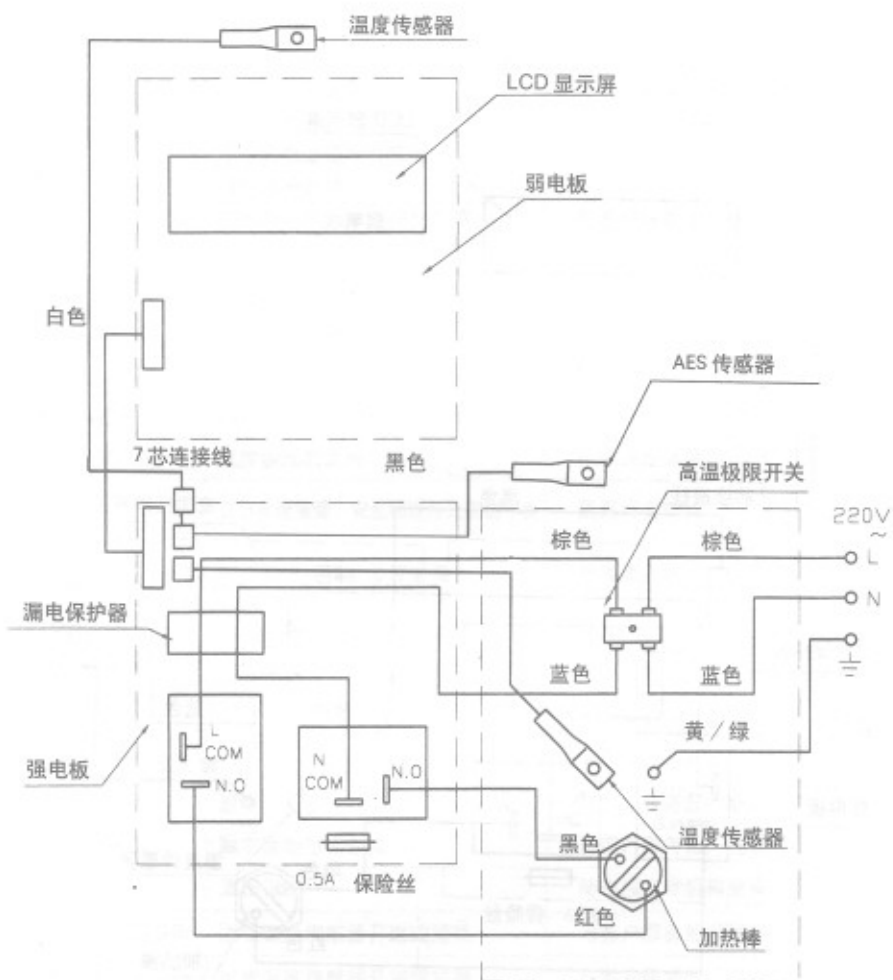 温度传感器
LCD 显示屏
弱电板
白色
AES 传感器
7 芯连接线
黑色
高温极限开关
220V
~
棕色
棕色
L
N
漏电保护器
蓝色
蓝色
黄/绿
强电板
L
COM
N.O
N
COM
N.O
黑色
温度传感器
0.5A 保险丝
红色
加热棒